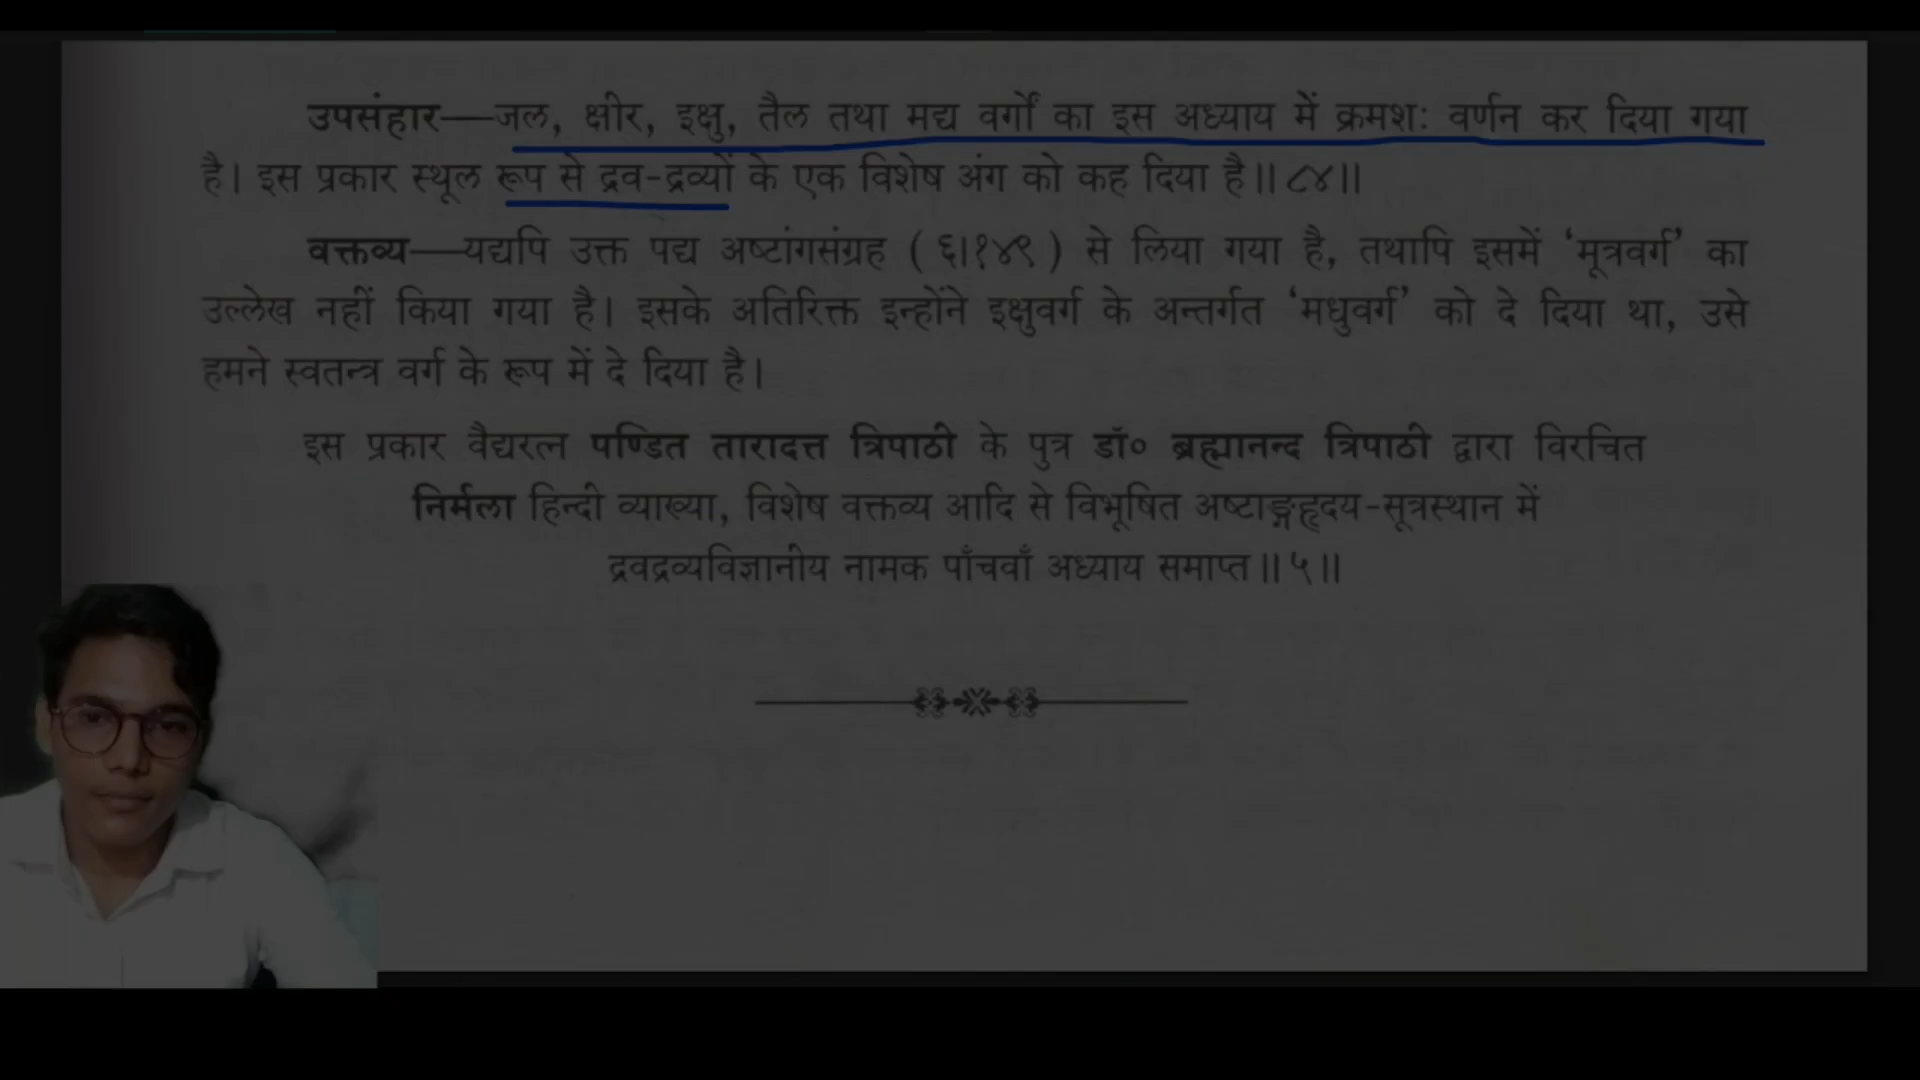 उपसंहार—जल, क्षीर, इक्षु, तैल तथा मद्य वर्गों का इस अध्याय में क्रमशः वर्णन कर दिया गया
है। इस प्रकार स्थूल रूप से द्रव-द्रव्यों के एक विशेष अंग को कह दिया है॥८४॥
वक्तव्य—यद्यपि उक्त पद्य अष्टांगसंग्रह (६।१४९) से लिया गया है, तथापि इसमें ‘मूत्रवर्ग’ का
उल्लेख नहीं किया गया है। इसके अतिरिक्त इन्होंने इक्षुवर्ग के अन्तर्गत ‘मधुवर्ग’ को दे दिया था, उसे
हमने स्वतन्त्र वर्ग के रूप में दे दिया है।
इस प्रकार वैद्यरत्न पण्डित तारादत्त त्रिपाठी के पुत्र डॉ० ब्रह्मानन्द त्रिपाठी द्वारा विरचित
निर्मला हिन्दी व्याख्या, विशेष वक्तव्य आदि से विभूषित अष्टाङ्गहृदय-सूत्रस्थान में
द्रवद्रव्यविज्ञानीय नामक पाँचवाँ अध्याय समाप्त॥५॥